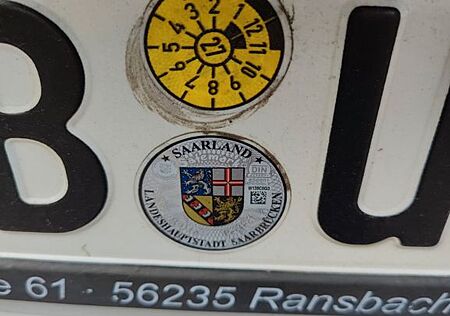 1 2 3 4 5 6 7 8 9 10 11 12
21
B U
SAARLAND
DIN
LANDESHAUPTSTADT SAARBRÜCKEN
e 61 · 56235 Ransbach